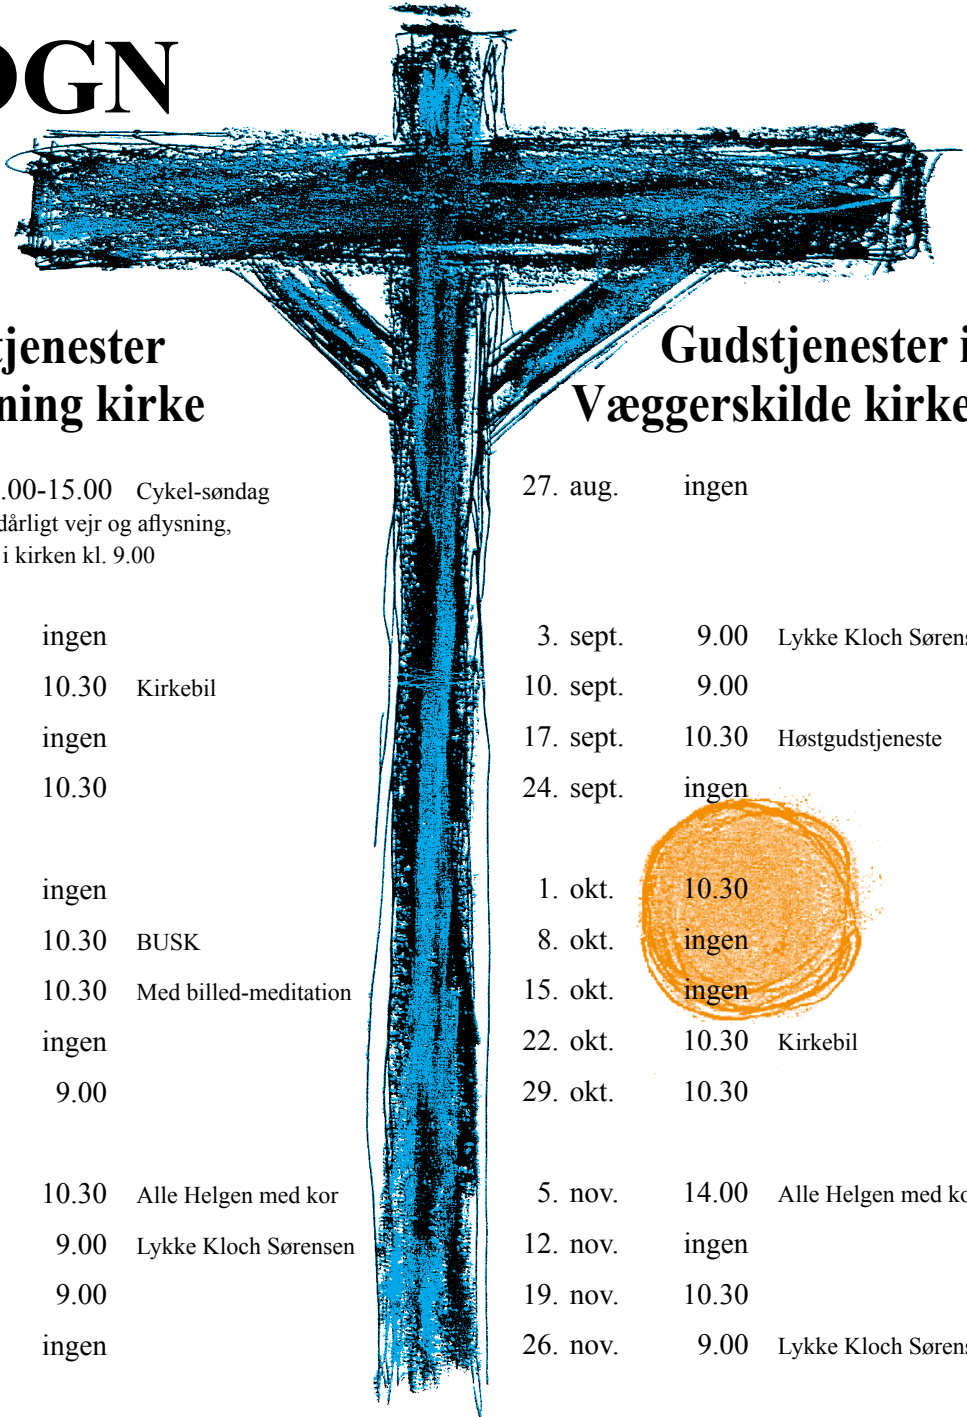 OGN
tjenester
ning kirke
.00-15.00 Cykel-søndag
dårligt vejr og aflysning,
i kirken kl. 9.00
ingen
10.30 Kirkebil
ingen
10.30
ingen
10.30 BUSK
10.30 Med billed-meditation
ingen
9.00
10.30 Alle Helgen med kor
9.00 Lykke Kloch Sørensen
9.00
ingen
Gudstjenester i
Væggerskilde kirke
27. aug. ingen
3. sept. 9.00 Lykke Kloch Sørens
10. sept. 9.00
17. sept. 10.30 Høstgudstjeneste
24. sept. ingen
1. okt. 10.30
8. okt. ingen
15. okt. ingen
22. okt. 10.30 Kirkebil
29. okt. 10.30
5. nov. 14.00 Alle Helgen med ko
12. nov. ingen
19. nov. 10.30
26. nov. 9.00 Lykke Kloch Sørens